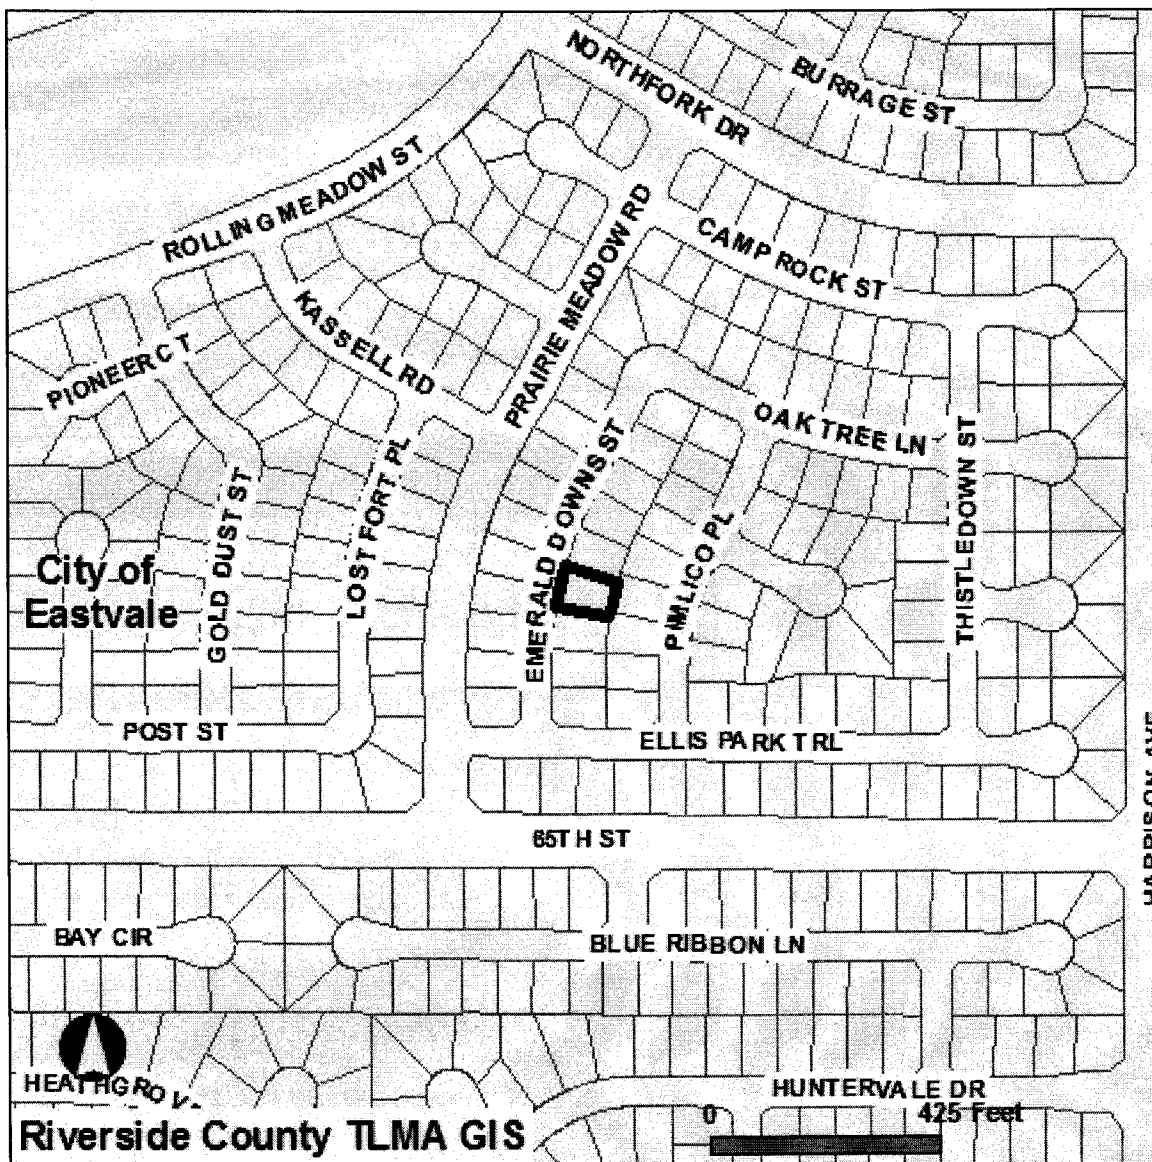 NORTHFORK DR
BURRAGE ST
ROLLING MEADOW ST
PRAIRIE MEADOW RD
CAMP ROCK ST
KASSELL RD
PIONEER CT
OAK TREE LN
EMERALD DOWNS ST
LOST FORT PL
GOLD DUST ST
PIMLICO PL
THISTLEDOWN ST
City of
Eastvale
POST ST
ELLIS PARK TRL
HARRISON AVE
65TH ST
BAY CIR
BLUE RIBBON LN
HUNTERVALE DR
0 425 Feet
Riverside County TLMA GIS